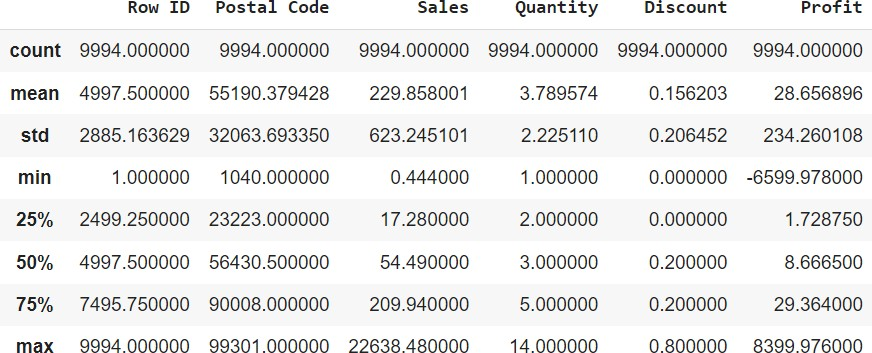 Row ID Postal Code Sales Quantity Discount Profit
count 9994.000000 9994.000000 9994.000000 9994.000000 9994.000000 9994.000000
mean 4997.500000 55190.379428 229.858001 3.789574 0.156203 28.656896
std 2885.163629 32063.693350 623.245101 2.225110 0.206452 234.260108
min 1.000000 1040.000000 0.444000 1.000000 0.000000 -6599.978000
25% 2499.250000 23223.000000 17.280000 2.000000 0.000000 1.728750
50% 4997.500000 56430.500000 54.490000 3.000000 0.200000 8.666500
75% 7495.750000 90008.000000 209.940000 5.000000 0.200000 29.364000
max 9994.000000 99301.000000 22638.480000 14.000000 0.800000 8399.976000